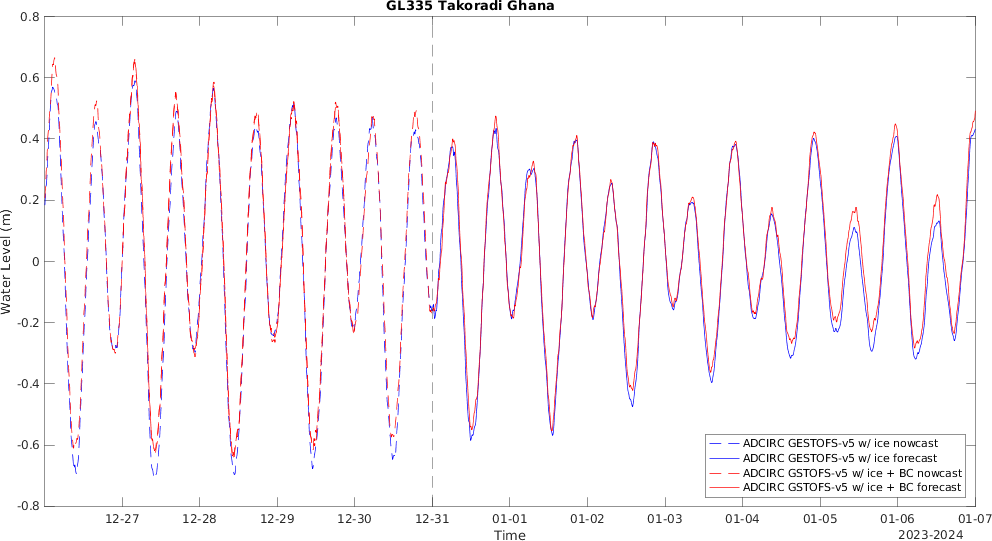 GL335 Takoradi Ghana
0.8
0.6
0.4
0.2
0
-0.2
-0.4
-0.6
-0.8
Water Level (m)
12-27 12-28 12-29 12-30 12-31 01-01 01-02 01-03 01-04 01-05 01-06 01-07
Time
2023-2024
ADCIRC GESTOFS-v5 w/ ice nowcast
ADCIRC GESTOFS-v5 w/ ice forecast
ADCIRC GSTOFS-v5 w/ ice + BC nowcast
ADCIRC GSTOFS-v5 w/ ice + BC forecast